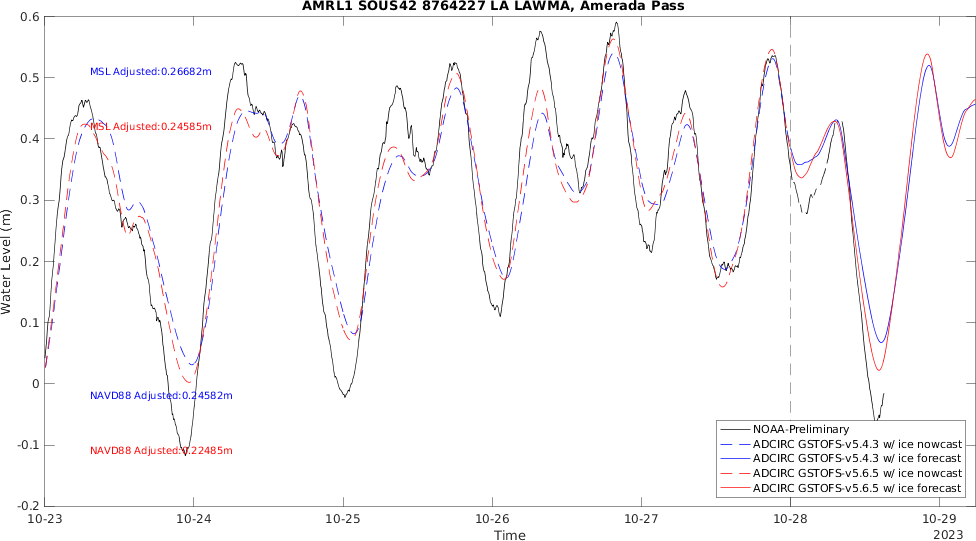 AMRL1 SOUS42 8764227 LA LAWMA, Amerada Pass
0.6
0.5
0.4
0.3
0.2
0.1
0
-0.1
-0.2
Water Level (m)
MSL Adjusted:0.26682m
MSL Adjusted:0.24585m
NAVD88 Adjusted:0.24582m
NAVD88 Adjusted:0.22485m
NOAA-Preliminary
ADCIRC GSTOFS-v5.4.3 w/ ice nowcast
ADCIRC GSTOFS-v5.4.3 w/ ice forecast
ADCIRC GSTOFS-v5.6.5 w/ ice nowcast
ADCIRC GSTOFS-v5.6.5 w/ ice forecast
10-23 10-24 10-25 10-26 10-27 10-28 10-29
Time
2023